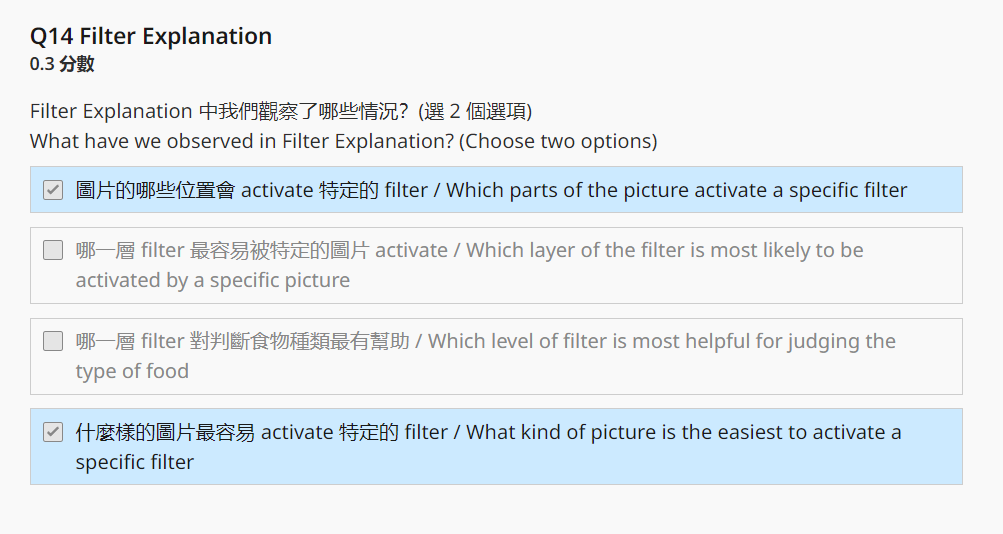 Q14 Filter Explanation
0.3 分數
Filter Explanation 中我們觀察了哪些情況？(選 2 個選項)
What have we observed in Filter Explanation? (Choose two options)
圖片的哪些位置會 activate 特定的 filter / Which parts of the picture activate a specific filter
哪一層 filter 最容易被特定的圖片 activate / Which layer of the filter is most likely to be
activated by a specific picture
哪一層 filter 對判斷食物種類最有幫助 / Which level of filter is most helpful for judging the
type of food
什麼樣的圖片最容易 activate 特定的 filter / What kind of picture is the easiest to activate a
specific filter